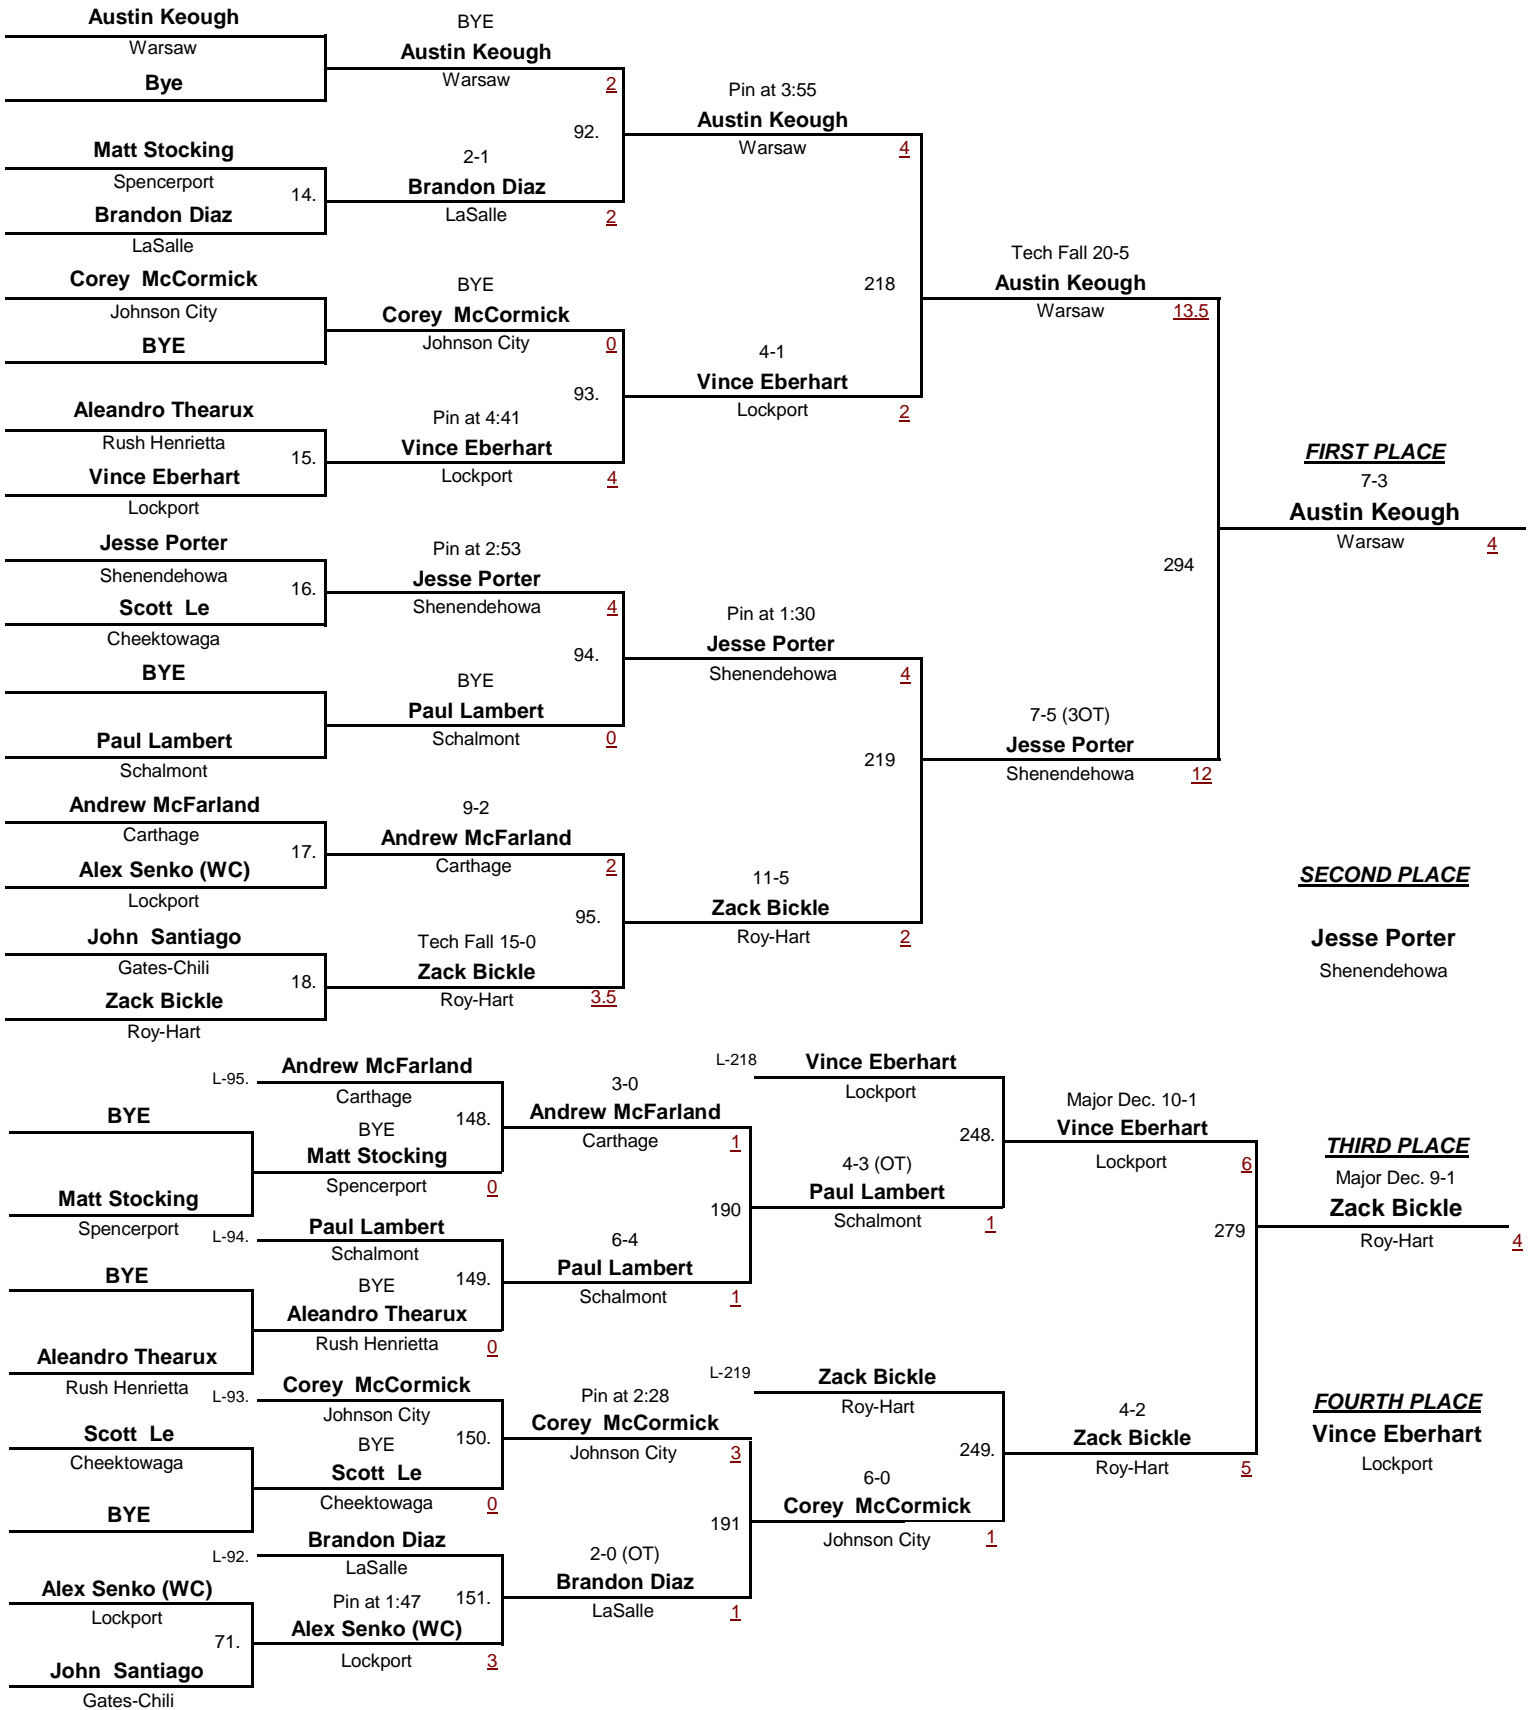 Austin Keough
Warsaw
Bye
BYE
Austin Keough
Warsaw
2
Matt Stocking
Spencerport
14.
Brandon Diaz
LaSalle
2-1
Brandon Diaz
LaSalle
2
92.
Pin at 3:55
Austin Keough
Warsaw
4
Corey McCormick
Johnson City
BYE
BYE
Corey McCormick
Johnson City
0
Aleandro Thearux
Rush Henrietta
15.
Vince Eberhart
Lockport
Pin at 4:41
Vince Eberhart
Lockport
4
93.
4-1
Vince Eberhart
Lockport
2
218
Tech Fall 20-5
Austin Keough
Warsaw
13.5
Jesse Porter
Shenendehowa
16.
Scott Le
Cheektowaga
Pin at 2:53
Jesse Porter
Shenendehowa
4
BYE
Paul Lambert
Schalmont
BYE
Paul Lambert
Schalmont
0
94.
Pin at 1:30
Jesse Porter
Shenendehowa
4
Andrew McFarland
Carthage
17.
Alex Senko (WC)
Lockport
9-2
Andrew McFarland
Carthage
2
John Santiago
Gates-Chili
18.
Zack Bickle
Roy-Hart
Tech Fall 15-0
Zack Bickle
Roy-Hart
3.5
95.
11-5
Zack Bickle
Roy-Hart
2
219
7-5 (3OT)
Jesse Porter
Shenendehowa
12
294
FIRST PLACE
7-3
Austin Keough
Warsaw
4
SECOND PLACE
Jesse Porter
Shenendehowa
L-95.
Andrew McFarland
Carthage
BYE
Matt Stocking
Spencerport
BYE
Matt Stocking
Spencerport
0
148.
3-0
Andrew McFarland
Carthage
1
L-94.
Paul Lambert
Schalmont
BYE
Aleandro Thearux
Rush Henrietta
BYE
Aleandro Thearux
Rush Henrietta
0
149.
6-4
Paul Lambert
Schalmont
1
190
L-218
Vince Eberhart
Lockport
4-3 (OT)
Paul Lambert
Schalmont
1
248.
Major Dec. 10-1
Vince Eberhart
Lockport
6
L-93.
Corey McCormick
Johnson City
Scott Le
Cheektowaga
BYE
BYE
Scott Le
Cheektowaga
0
150.
Pin at 2:28
Corey McCormick
Johnson City
3
L-92.
Brandon Diaz
LaSalle
Alex Senko (WC)
Lockport
71.
John Santiago
Gates-Chili
Pin at 1:47
Alex Senko (WC)
Lockport
3
151.
2-0 (OT)
Brandon Diaz
LaSalle
1
191
L-219
Zack Bickle
Roy-Hart
6-0
Corey McCormick
Johnson City
1
249.
4-2
Zack Bickle
Roy-Hart
5
279
THIRD PLACE
Major Dec. 9-1
Zack Bickle
Roy-Hart
4
FOURTH PLACE
Vince Eberhart
Lockport